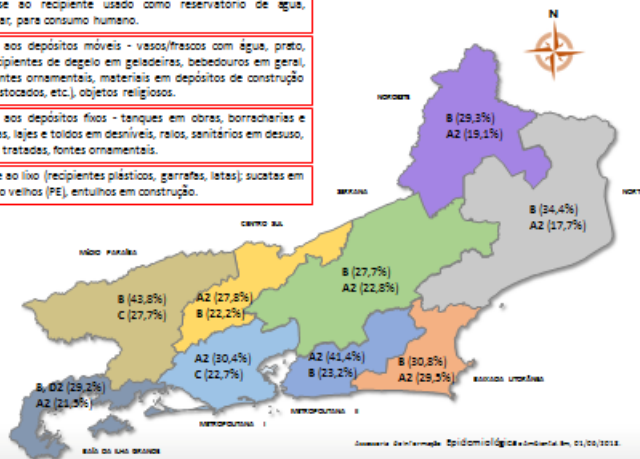 se ao recipiente usado como reservatório de água,
ar, para consumo humano.
aos depósitos móveis - vasos/frascos com água, prato,
cipientes de degelo em geladeiras, bebedouros em geral,
ntes ornamentais, materiais em depósitos de construção
stocados, etc.), objetos religiosos.
aos depósitos fixos - tanques em obras, borracharias e
as, lajes e toldos em desníveis, ralos, sanitários em desuso,
tratadas, fontes ornamentais.
e ao lixo (recipientes plásticos, garrafas, latas); sucatas em
o velhos (PE), entulhos em construção.
N
NOROESTE
B (29,3%)
A2 (19,1%)
SERRANA
NORT
B (34,4%)
A2 (17,7%)
CENTRO SUL
MÉDIO PARAÍBA
B (27,7%)
A2 (22,8%)
B (43,8%)
C (27,7%)
A2 (27,8%)
B (22,2%)
A2 (30,4%)
C (22,7%)
A2 (41,4%)
B (23,2%)
B (30,8%)
A2 (29,5%)
B, D2 (29,2%)
A2 (21,5%)
BAIXADA LITORÂNEA
METROPOLITANA I
METROPOLITANA II
BAÍA DA ILHA GRANDE
Assessoria de Informação Epidemiológica e Ambiental. Em,